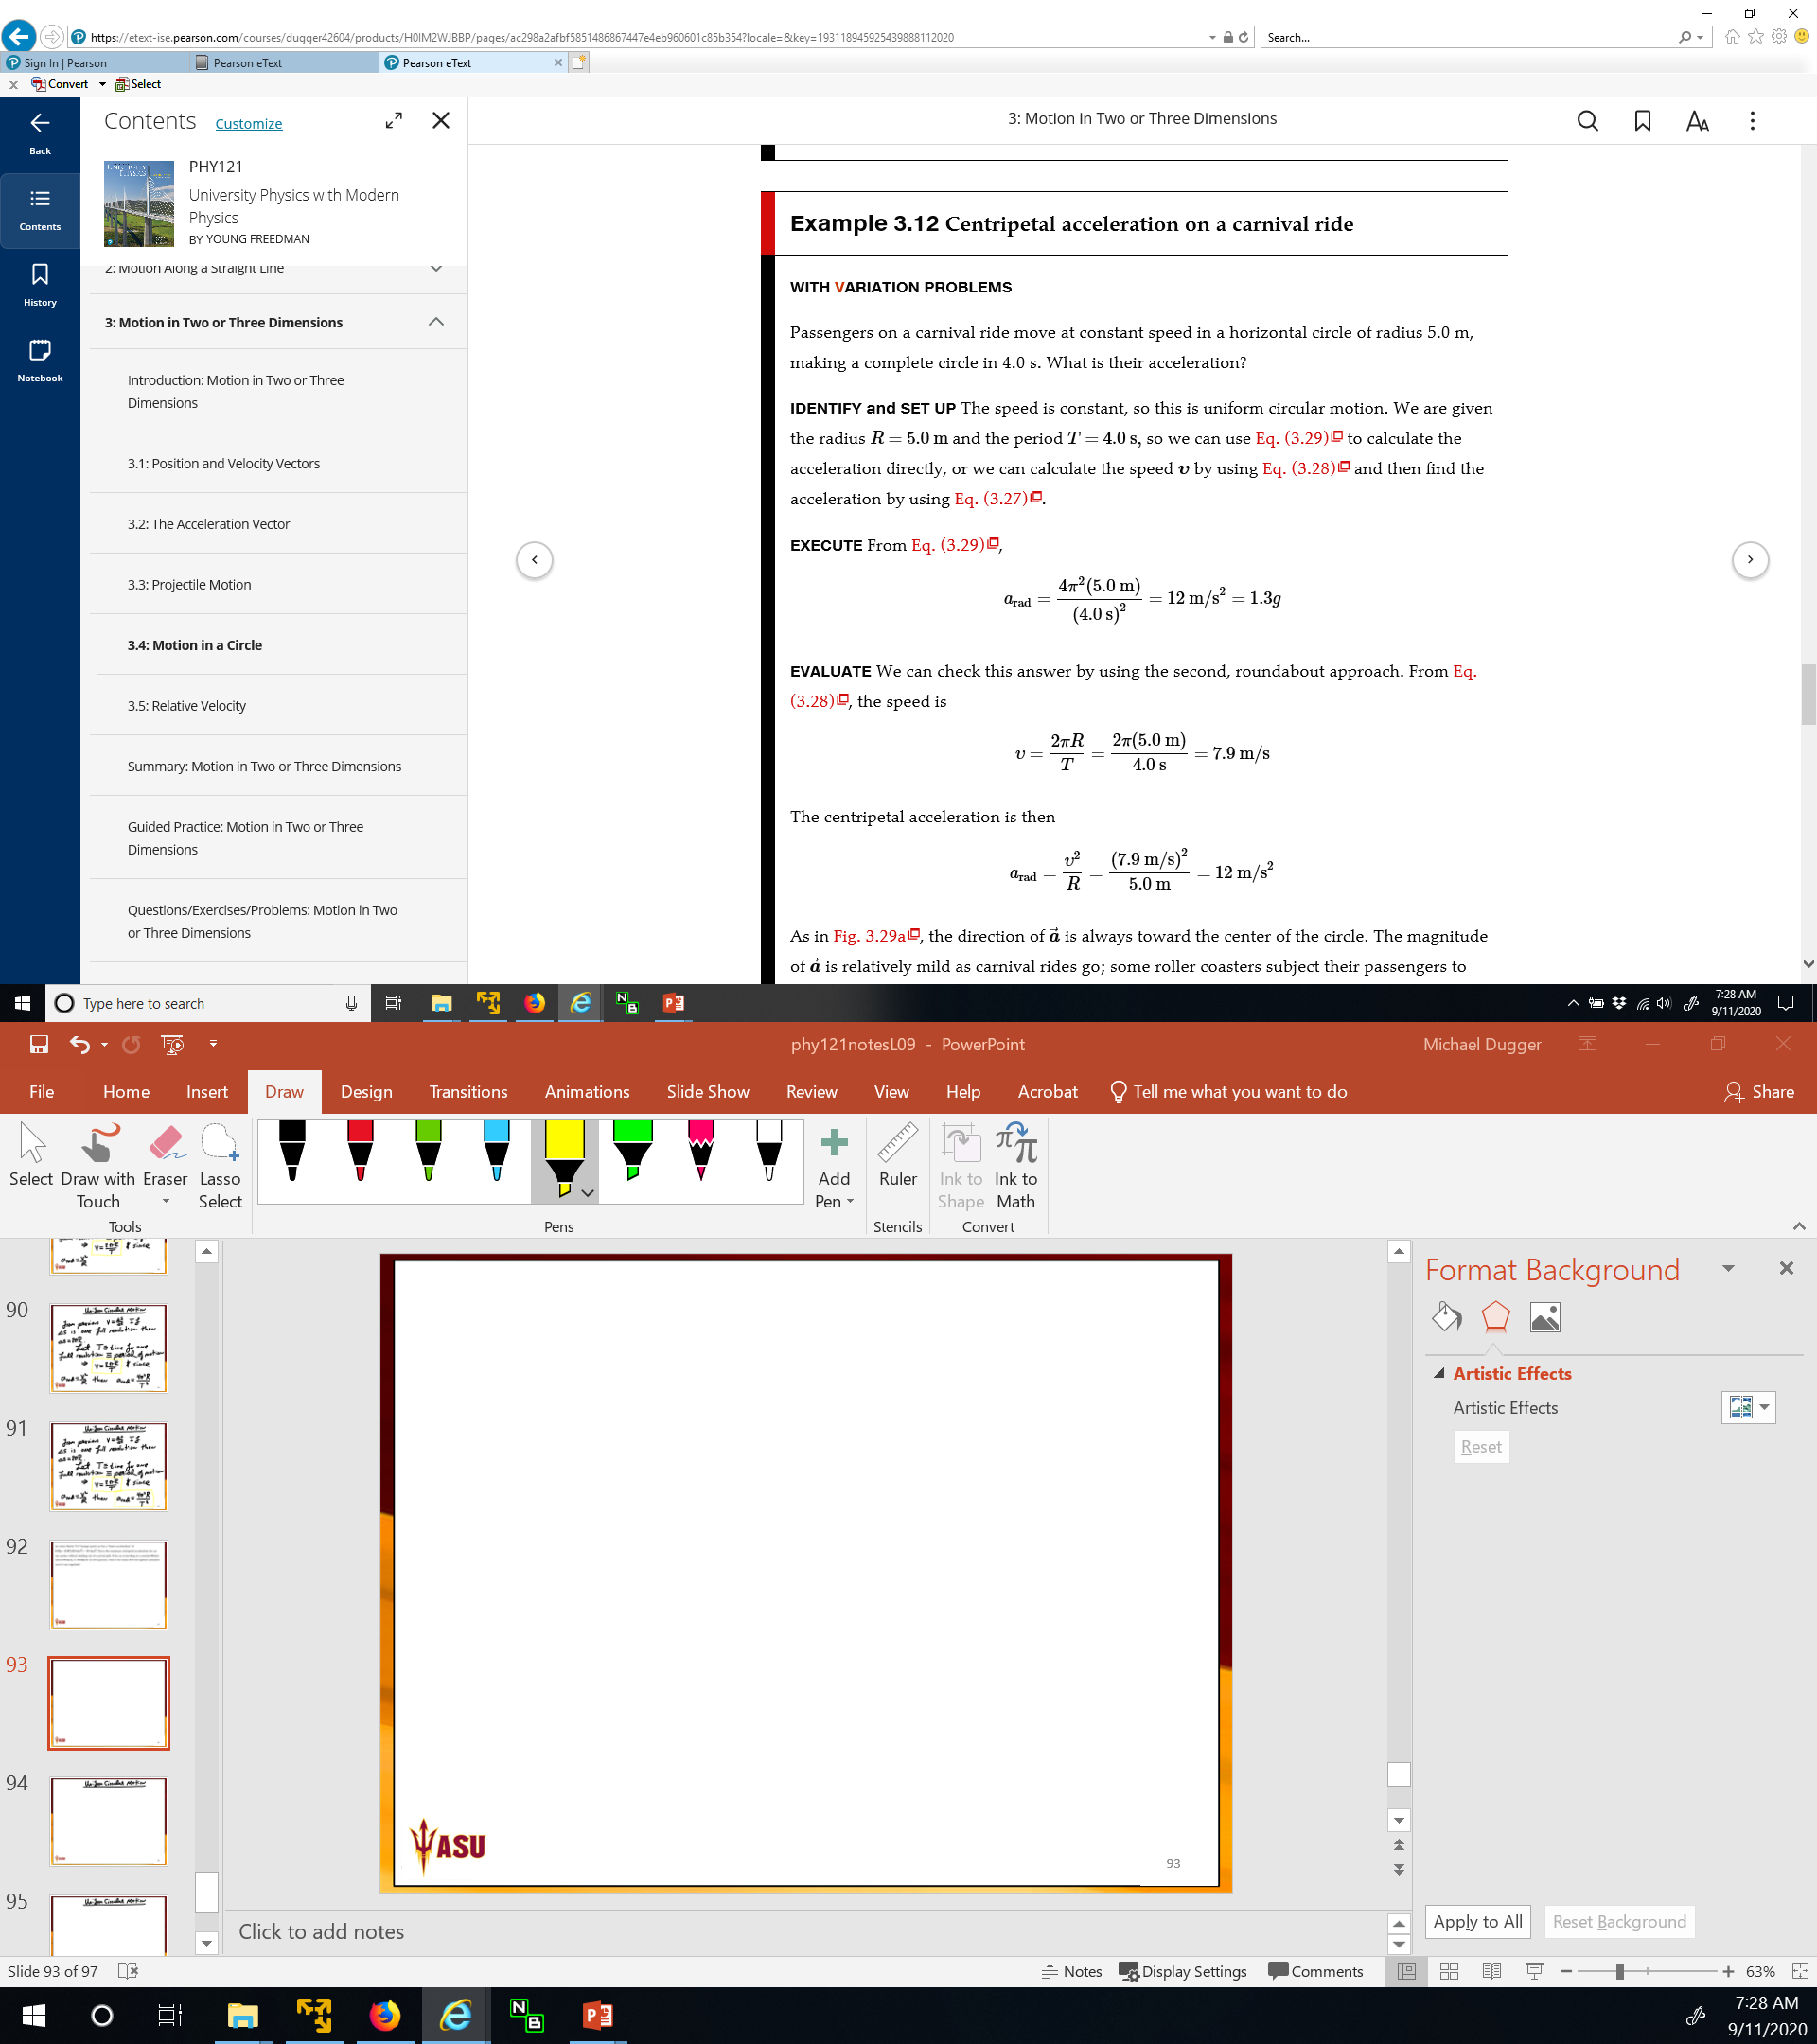 https://etext-ise.pearson.com/courses/dugger42604/products/H0IM2WJBBP/pages/ac298a2afbf5851486867447e4eb960601c85b354?locale=&key=19311894592543988811​2020
Search...
Sign In | Pearson
Pearson eText
Pearson eText
Convert
Select
Back
Contents
History
Notebook
Contents
Customize
PHY121
University Physics with Modern
Physics
BY YOUNG FREEDMAN
2: Motion Along a Straight Line
3: Motion in Two or Three Dimensions
Introduction: Motion in Two or Three
Dimensions
3.1: Position and Velocity Vectors
3.2: The Acceleration Vector
3.3: Projectile Motion
3.4: Motion in a Circle
3.5: Relative Velocity
Summary: Motion in Two or Three Dimensions
Guided Practice: Motion in Two or Three
Dimensions
Questions/Exercises/Problems: Motion in Two
or Three Dimensions
3: Motion in Two or Three Dimensions
Example 3.12 Centripetal acceleration on a carnival ride
WITH VARIATION PROBLEMS
Passengers on a carnival ride move at constant speed in a horizontal circle of radius 5.0 m,
making a complete circle in 4.0 s. What is their acceleration?
IDENTIFY and SET UP The speed is constant, so this is uniform circular motion. We are given
the radius R = 5.0 m and the period T = 4.0 s, so we can use Eq. (3.29) to calculate the
acceleration directly, or we can calculate the speed v by using Eq. (3.28) and then find the
acceleration by using Eq. (3.27).
EXECUTE From Eq. (3.29),
a_rad = 4π²(5.0 m) / (4.0 s)² = 12 m/s² = 1.3g
EVALUATE We can check this answer by using the second, roundabout approach. From Eq.
(3.28), the speed is
v = 2πR / T = 2π(5.0 m) / 4.0 s = 7.9 m/s
The centripetal acceleration is then
a_rad = v² / R = (7.9 m/s)² / 5.0 m = 12 m/s²
As in Fig. 3.29a, the direction of a⃗ is always toward the center of the circle. The magnitude
of a⃗ is relatively mild as carnival rides go; some roller coasters subject their passengers to
Type here to search
7:28 AM
9/11/2020
phy121notesL09 - PowerPoint
Michael Dugger
File
Home
Insert
Draw
Design
Transitions
Animations
Slide Show
Review
View
Help
Acrobat
Tell me what you want to do
Share
Select
Draw with
Touch
Eraser
Lasso
Select
Add
Pen
Ruler
Ink to
Shape
Ink to
Math
Tools
Pens
Stencils
Convert
90
Uniform Circular Motion
91
Uniform Circular Motion
92
93
94
Uniform Circular Motion
95
Uniform Circular Motion
ASU
93
Format Background
Artistic Effects
Artistic Effects
Reset
Apply to All
Reset Background
Click to add notes
Slide 93 of 97
Notes
Display Settings
Comments
63%
7:28 AM
9/11/2020